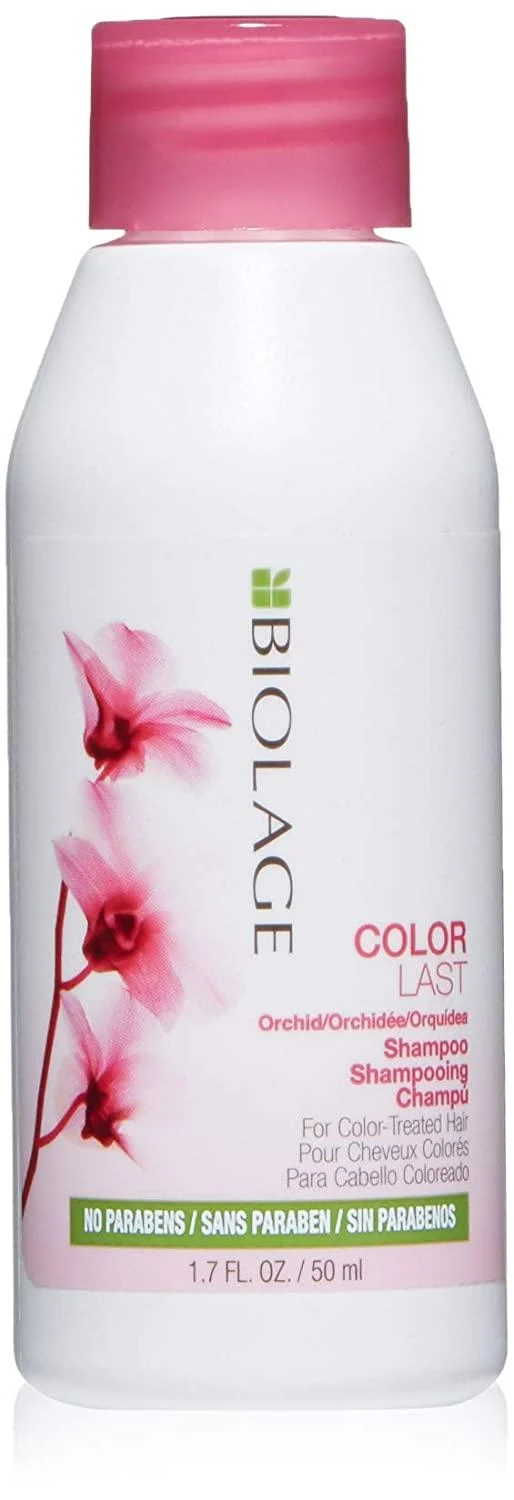 BIOLAGE
COLOR
LAST
Orchid/Orchidée/Orquídea
Shampoo
Shampooing
Champú
For Color-Treated Hair
Pour Cheveux Colorés
Para Cabello Coloreado
NO PARABENS / SANS PARABEN / SIN PARABENOS
1.7 FL. OZ. / 50 ml